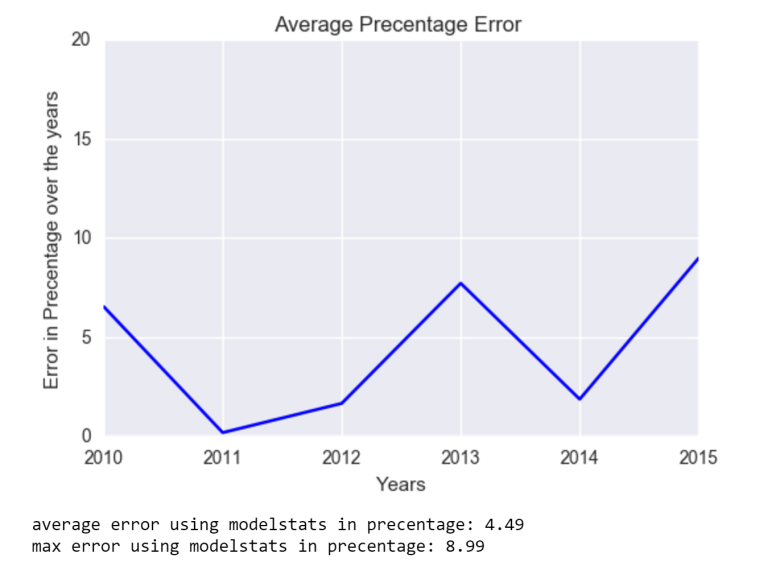 Average Precentage Error
20
15
10
5
0
Error in Precentage over the years
2010 2011 2012 2013 2014 2015
Years
average error using modelstats in precentage: 4.49
max error using modelstats in precentage: 8.99